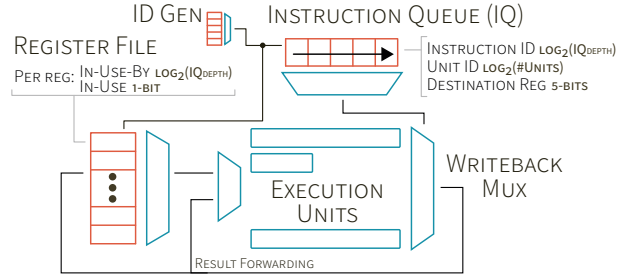 ID Gen
Instruction Queue (IQ)
Register File
Per reg: In-Use-By log2(IQDEPTH)
In-Use 1-bit
Instruction ID log2(IQDEPTH)
Unit ID log2(#Units)
Destination Reg 5-bits
Writeback
Mux
Execution
Units
Result Forwarding